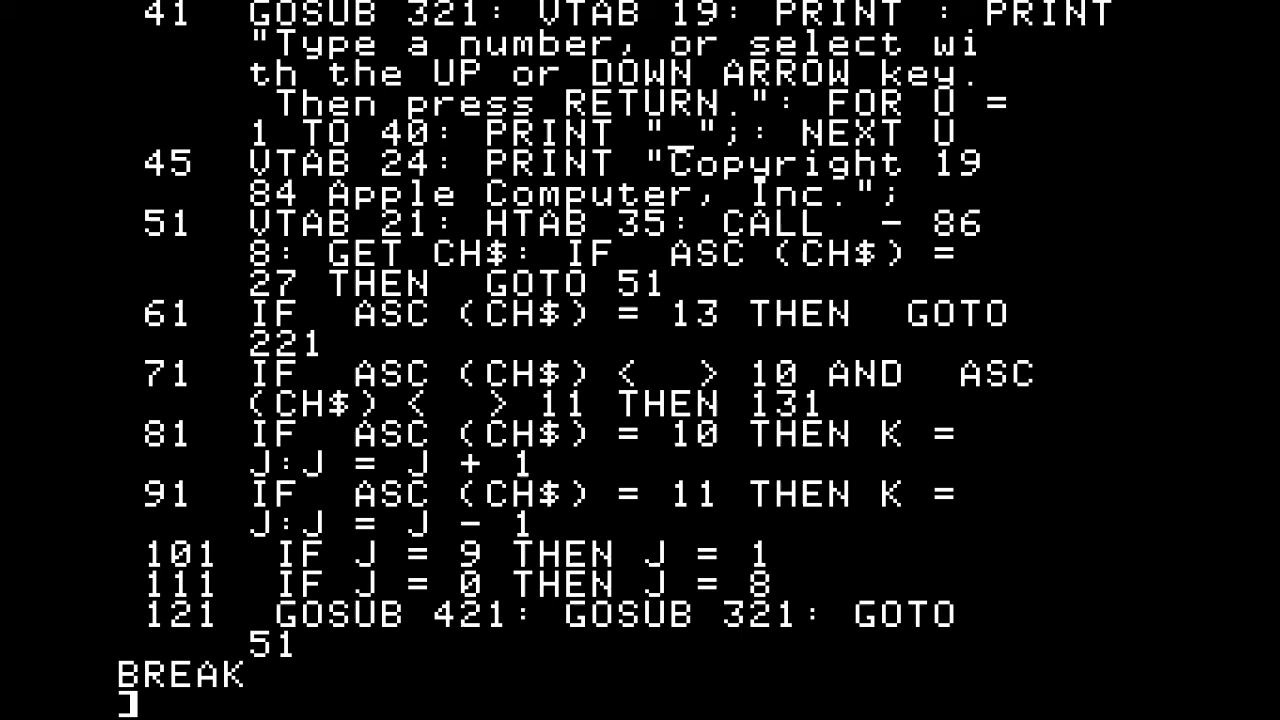 41 GOSUB 321: VTAB 19: PRINT : PRINT
"Type a number, or select wi
th the UP or DOWN ARROW key.
Then press RETURN.": FOR O =
1 TO 40: PRINT "_";: NEXT O
45 VTAB 24: PRINT "Copyright 19
84 Apple Computer, Inc.";
51 VTAB 21: HTAB 35: CALL - 86
8: GET CH$: IF ASC (CH$) =
27 THEN GOTO 51
61 IF ASC (CH$) = 13 THEN GOTO
221
71 IF ASC (CH$) < > 10 AND ASC
(CH$) < > 11 THEN 131
81 IF ASC (CH$) = 10 THEN K =
J:J = J + 1
91 IF ASC (CH$) = 11 THEN K =
J:J = J - 1
101 IF J = 9 THEN J = 1
111 IF J = 0 THEN J = 8
121 GOSUB 421: GOSUB 321: GOTO
51
BREAK
]